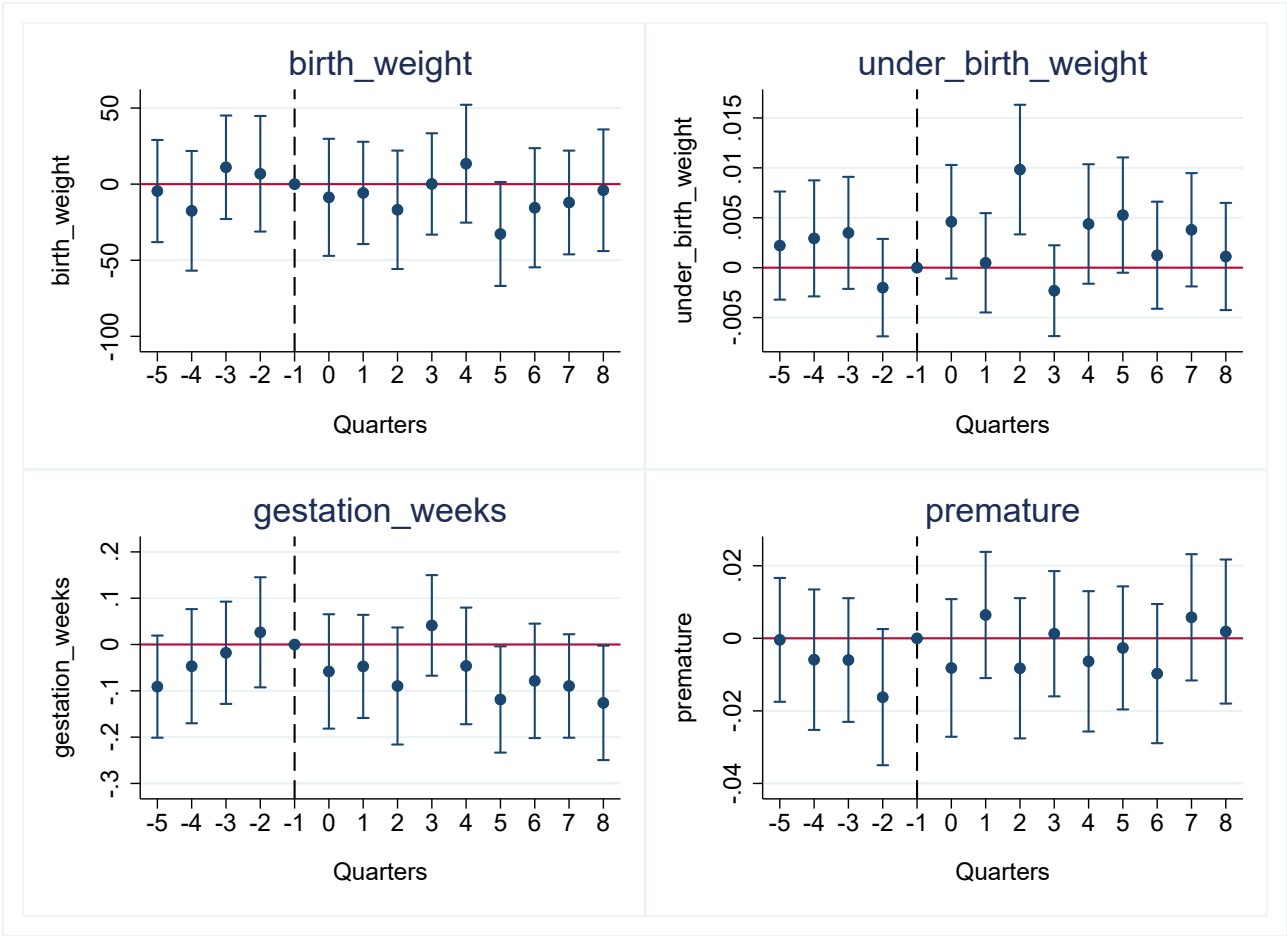 birth_weight
birth_weight
50
0
-50
-100
-5 -4 -3 -2 -1 0 1 2 3 4 5 6 7 8
Quarters
under_birth_weight
under_birth_weight
.015
.01
.005
0
-.005
-5 -4 -3 -2 -1 0 1 2 3 4 5 6 7 8
Quarters
gestation_weeks
gestation_weeks
.2
.1
0
-.1
-.2
-.3
-5 -4 -3 -2 -1 0 1 2 3 4 5 6 7 8
Quarters
premature
premature
.02
0
-.02
-.04
-5 -4 -3 -2 -1 0 1 2 3 4 5 6 7 8
Quarters